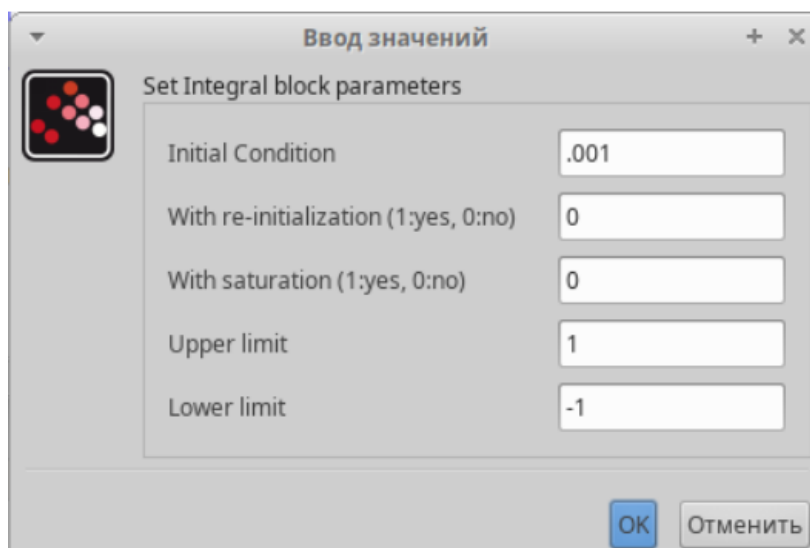 Ввод значений
Set Integral block parameters
Initial Condition .001
With re-initialization (1:yes, 0:no) 0
With saturation (1:yes, 0:no) 0
Upper limit 1
Lower limit -1
OK Отменить